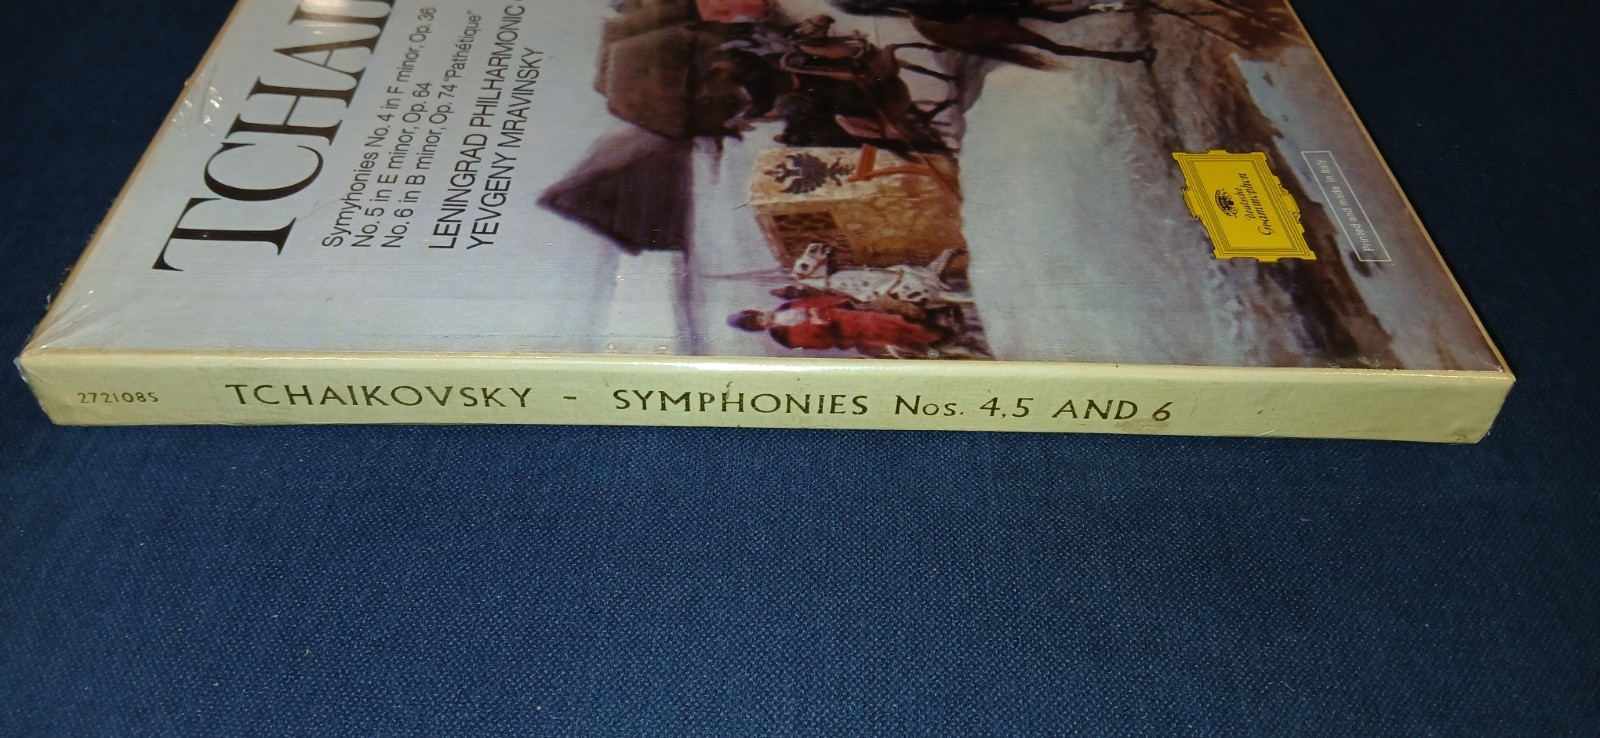 TCHAI
Symyhonies No. 4 in F minor, Op. 36
No. 5 in E minor, Op. 64
No. 6 in B minor, Op. 74 "Pathétique"
LENINGRAD PHILHARMONIC
YEVGENY MRAVINSKY
Deutsche
Grammophon
Printed and made in Italy
2721085 TCHAIKOVSKY - SYMPHONIES Nos. 4,5 AND 6